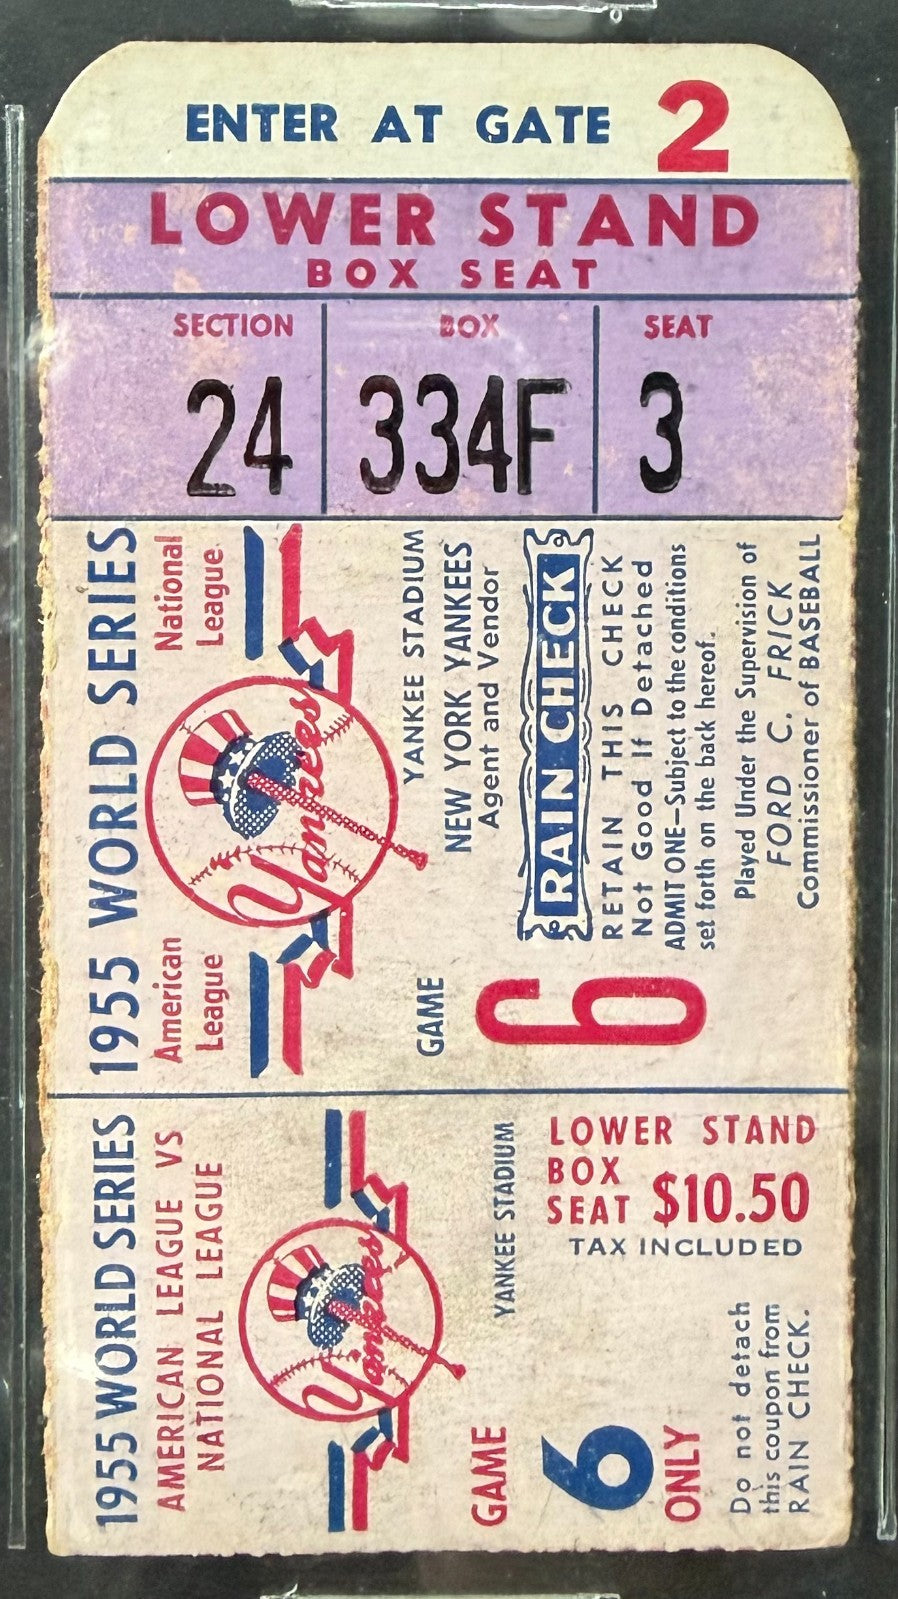 ENTER AT GATE 2
LOWER STAND
BOX SEAT
SECTION BOX SEAT
24 334F 3
1955 WORLD SERIES
American League
National League
Yankees
YANKEE STADIUM
NEW YORK YANKEES
Agent and Vendor
GAME
6
RAIN CHECK
RETAIN THIS CHECK
Not Good If Detached
ADMIT ONE—Subject to the conditions
set forth on the back hereof.
Played Under the Supervision of
FORD C. FRICK
Commissioner of BASEBALL
1955 WORLD SERIES
AMERICAN LEAGUE VS
NATIONAL LEAGUE
Yankees
YANKEE STADIUM
GAME
6
ONLY
LOWER STAND
BOX
SEAT $10.50
TAX INCLUDED
Do not detach
this coupon from
RAIN CHECK.